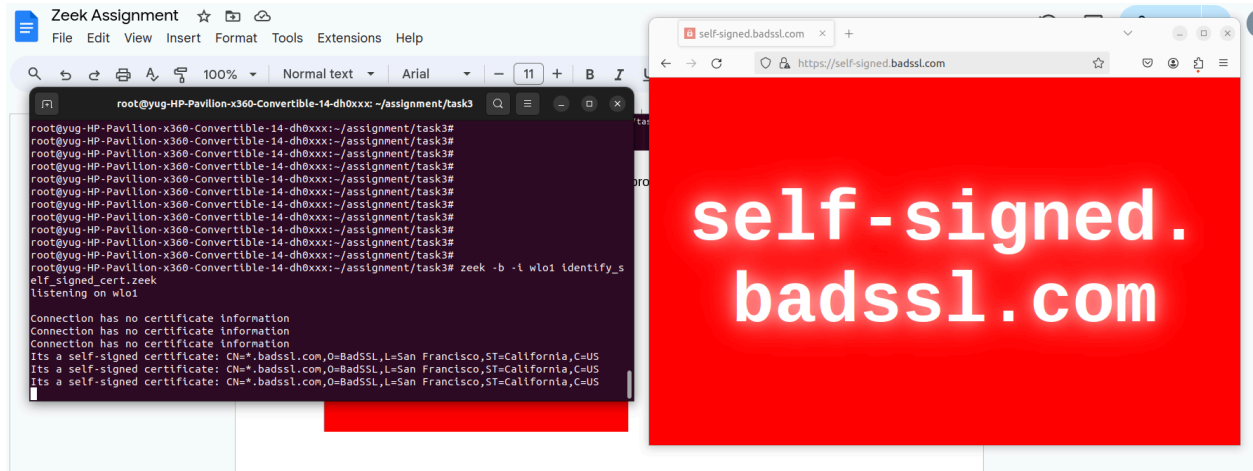 Zeek Assignment
File Edit View Insert Format Tools Extensions Help
100% Normal text Arial 11 B I U
root@yug-HP-Pavilion-x360-Convertible-14-dh0xxx: ~/assignment/task3
root@yug-HP-Pavilion-x360-Convertible-14-dh0xxx:~/assignment/task3#
root@yug-HP-Pavilion-x360-Convertible-14-dh0xxx:~/assignment/task3#
root@yug-HP-Pavilion-x360-Convertible-14-dh0xxx:~/assignment/task3#
root@yug-HP-Pavilion-x360-Convertible-14-dh0xxx:~/assignment/task3#
root@yug-HP-Pavilion-x360-Convertible-14-dh0xxx:~/assignment/task3#
root@yug-HP-Pavilion-x360-Convertible-14-dh0xxx:~/assignment/task3#
root@yug-HP-Pavilion-x360-Convertible-14-dh0xxx:~/assignment/task3#
root@yug-HP-Pavilion-x360-Convertible-14-dh0xxx:~/assignment/task3#
root@yug-HP-Pavilion-x360-Convertible-14-dh0xxx:~/assignment/task3#
root@yug-HP-Pavilion-x360-Convertible-14-dh0xxx:~/assignment/task3#
root@yug-HP-Pavilion-x360-Convertible-14-dh0xxx:~/assignment/task3#
root@yug-HP-Pavilion-x360-Convertible-14-dh0xxx:~/assignment/task3# zeek -b -i wlo1 identify_s
elf_signed_cert.zeek
listening on wlo1
Connection has no certificate information
Connection has no certificate information
Connection has no certificate information
Its a self-signed certificate: CN=*.badssl.com,O=BadSSL,L=San Francisco,ST=California,C=US
Its a self-signed certificate: CN=*.badssl.com,O=BadSSL,L=San Francisco,ST=California,C=US
Its a self-signed certificate: CN=*.badssl.com,O=BadSSL,L=San Francisco,ST=California,C=US
/tas
pro
self-signed.badssl.com
https://self-signed.badssl.com
self-signed.
badssl.com